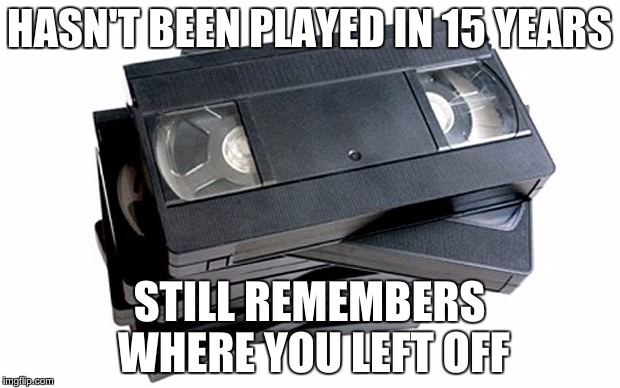 HASN'T BEEN PLAYED IN 15 YEARS
STILL REMEMBERS
WHERE YOU LEFT OFF
imgflip.com